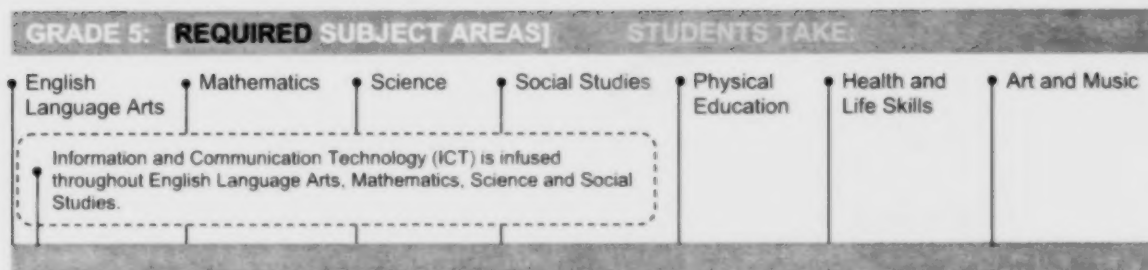 GRADE 5: [REQUIRED SUBJECT AREAS] STUDENTS TAKE:
English
Language Arts
Mathematics
Science
Social Studies
Physical
Education
Health and
Life Skills
Art and Music
Information and Communication Technology (ICT) is infused
throughout English Language Arts, Mathematics, Science and Social
Studies.